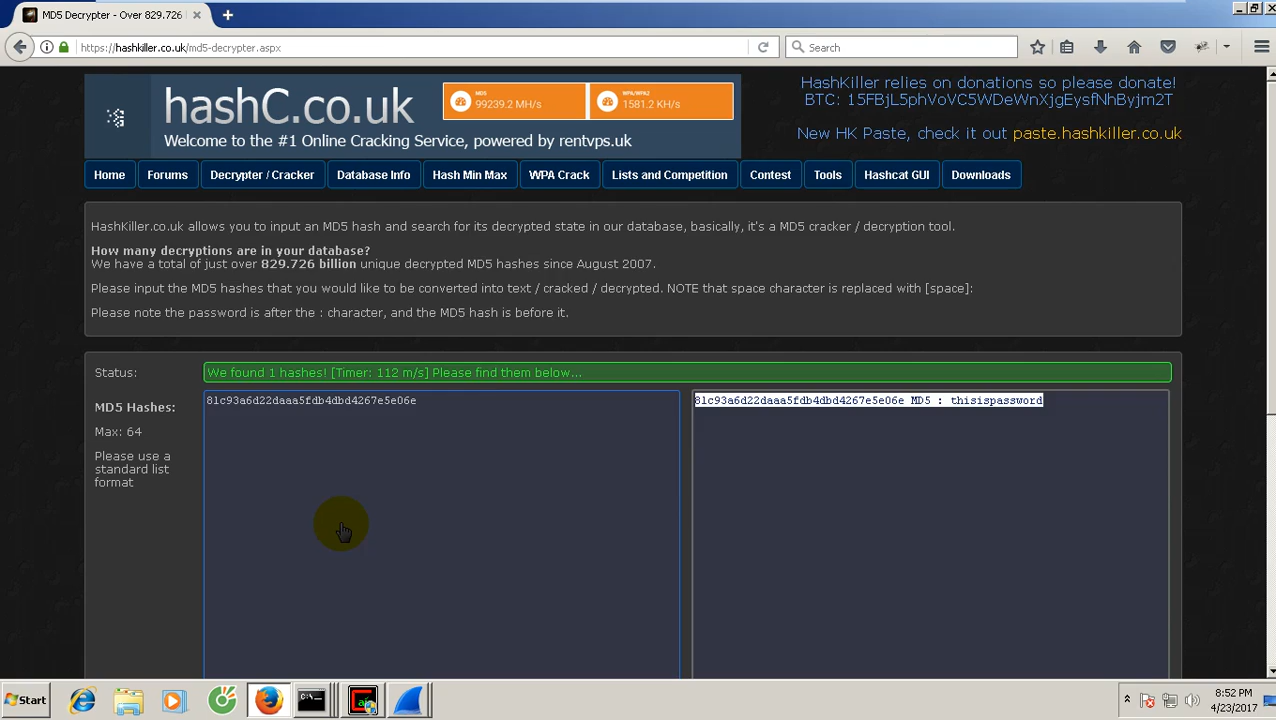 MD5 Decrypter - Over 829.726
https://hashkiller.co.uk/md5-decrypter.aspx
Search
hashC.co.uk
MD5
99239.2 MH/s
WPA/WPA2
1581.2 KH/s
Welcome to the #1 Online Cracking Service, powered by rentvps.uk
HashKiller relies on donations so please donate!
BTC: 15FBjL5phVoVC5WDeWnXjgEysfNhByjm2T
New HK Paste, check it out paste.hashkiller.co.uk
Home Forums Decrypter / Cracker Database Info Hash Min Max WPA Crack Lists and Competition Contest Tools Hashcat GUI Downloads
HashKiller.co.uk allows you to input an MD5 hash and search for its decrypted state in our database, basically, it's a MD5 cracker / decryption tool.
How many decryptions are in your database?
We have a total of just over 829.726 billion unique decrypted MD5 hashes since August 2007.
Please input the MD5 hashes that you would like to be converted into text / cracked / decrypted. NOTE that space character is replaced with [space]:
Please note the password is after the : character, and the MD5 hash is before it.
Status:
We found 1 hashes! [Timer: 112 m/s] Please find them below...
MD5 Hashes:
Max: 64
Please use a
standard list
format
81c93a6d22daaa5fdb4dbd4267e5e06e
81c93a6d22daaa5fdb4dbd4267e5e06e MD5 : thisispassword
Start
C:\
8:52 PM
4/23/2017